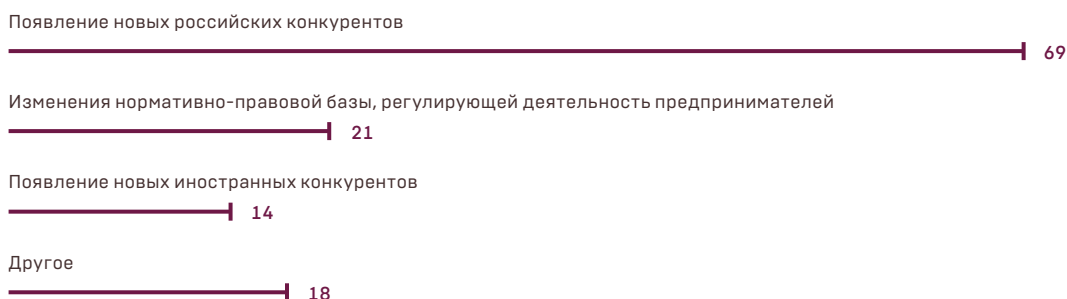 Появление новых российских конкурентов
69
Изменения нормативно-правовой базы, регулирующей деятельность предпринимателей
21
Появление новых иностранных конкурентов
14
Другое
18